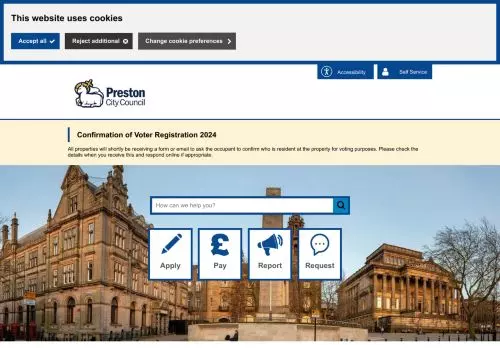 This website uses cookies
Accept all
Reject additional
Change cookie preferences
Accessibility
Self Service
Preston
City Council
Confirmation of Voter Registration 2024
All properties will shortly be receiving a form or email to ask the occupant to confirm who is resident at the property for voting purposes. Please check the
details when you receive this and respond online if appropriate.
How can we help you?
Apply
Pay
Report
Request